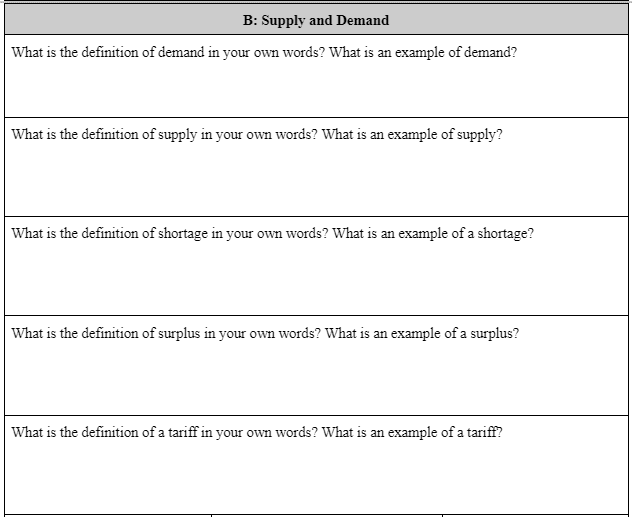 B: Supply and Demand
What is the definition of demand in your own words? What is an example of demand?
What is the definition of supply in your own words? What is an example of supply?
What is the definition of shortage in your own words? What is an example of a shortage?
What is the definition of surplus in your own words? What is an example of a surplus?
What is the definition of a tariff in your own words? What is an example of a tariff?